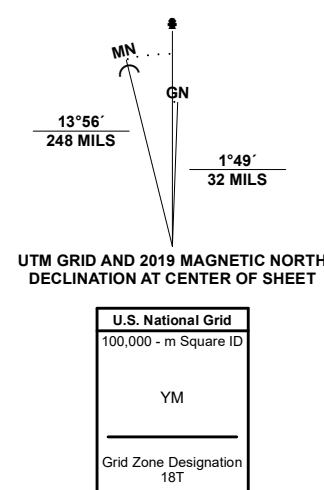 MN
GN
13°56´
248 MILS
1°49´
32 MILS
UTM GRID AND 2019 MAGNETIC NORTH
DECLINATION AT CENTER OF SHEET
U.S. National Grid
100,000 - m Square ID
YM
Grid Zone Designation
18T